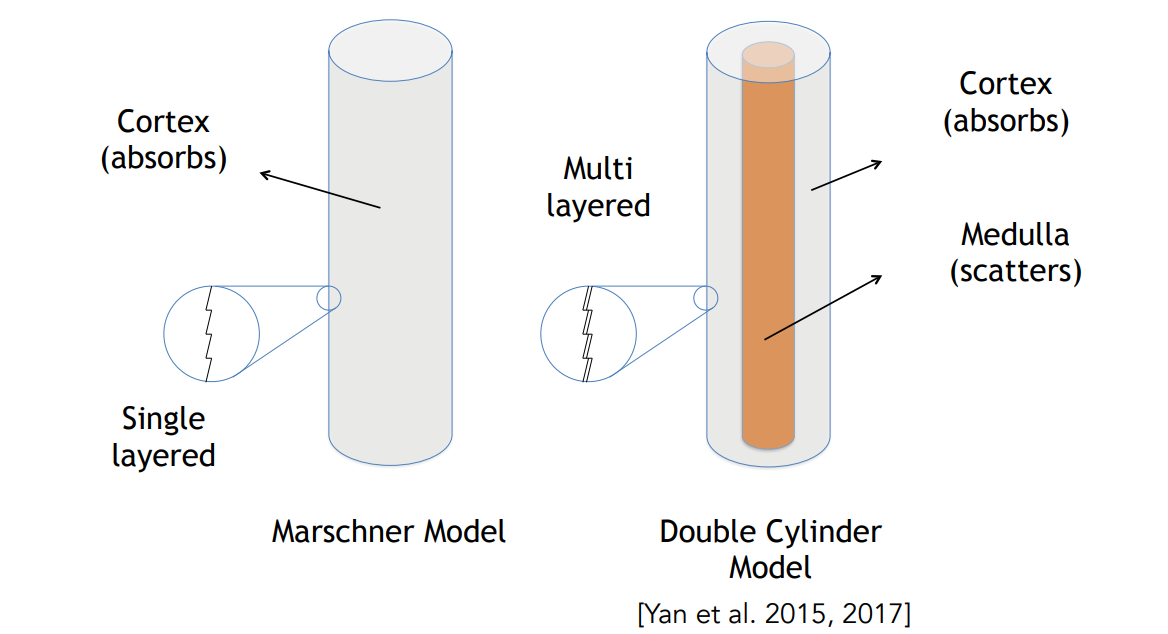 Cortex
(absorbs)
Single
layered
Marschner Model
Multi
layered
Cortex
(absorbs)
Medulla
(scatters)
Double Cylinder
Model
[Yan et al. 2015, 2017]